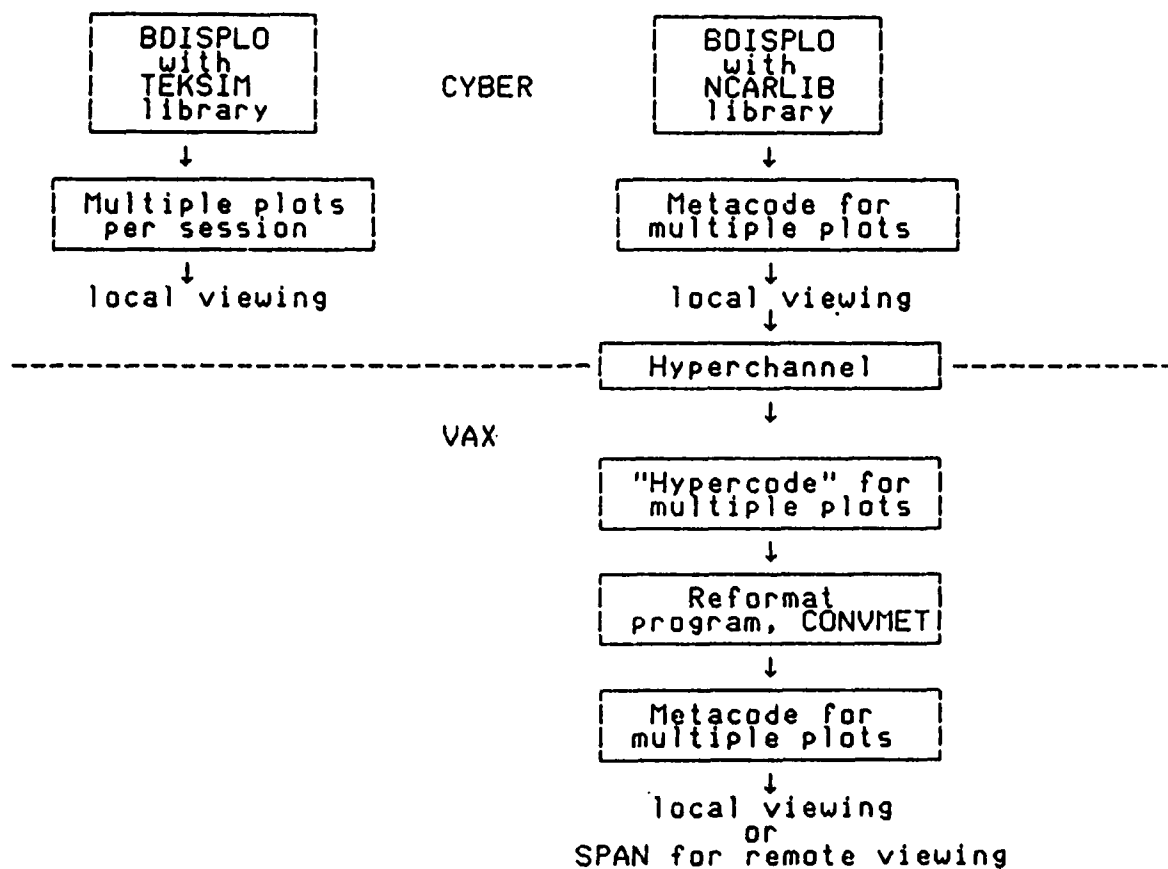 BDISPLO
with
TEKSIM
library
CYBER
BDISPLO
with
NCARLIB
library
↓
↓
Multiple plots
per session
Metacode for
multiple plots
↓
↓
local viewing
local viewing
↓
Hyperchannel
↓
VAX
"Hypercode" for
multiple plots
↓
Reformat
program, CONVMET
↓
Metacode for
multiple plots
↓
local viewing
or
SPAN for remote viewing